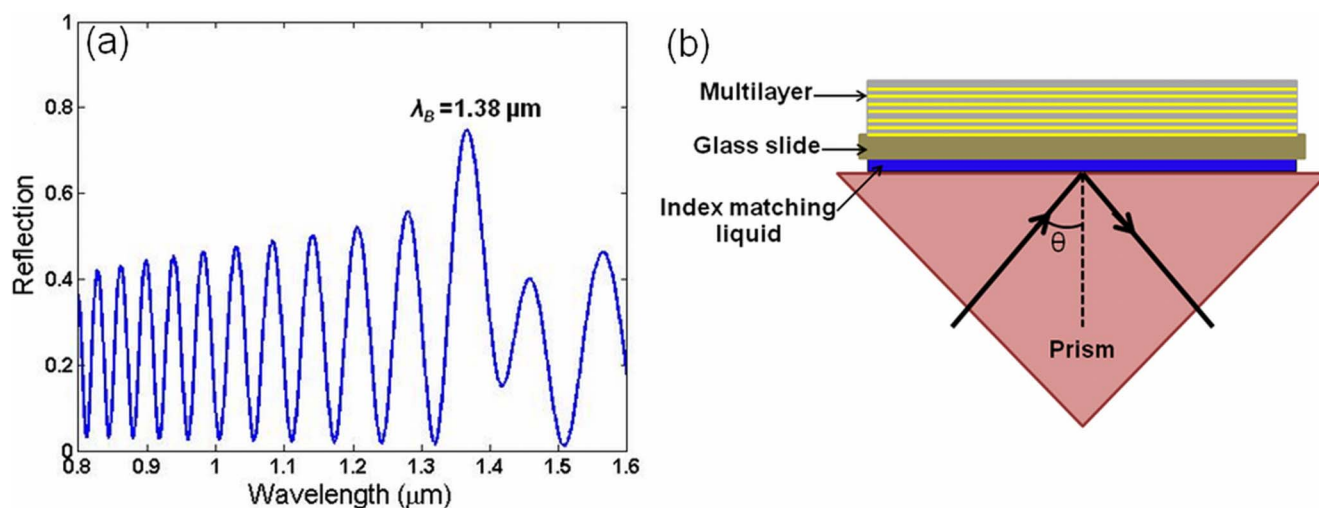 (a)
1
0.8
0.6
0.4
0.2
0
Reflection
λB =1.38 μm
0.8 0.9 1 1.1 1.2 1.3 1.4 1.5 1.6
Wavelength (μm)
(b)
Multilayer
Glass slide
Index matching
liquid
θ
Prism